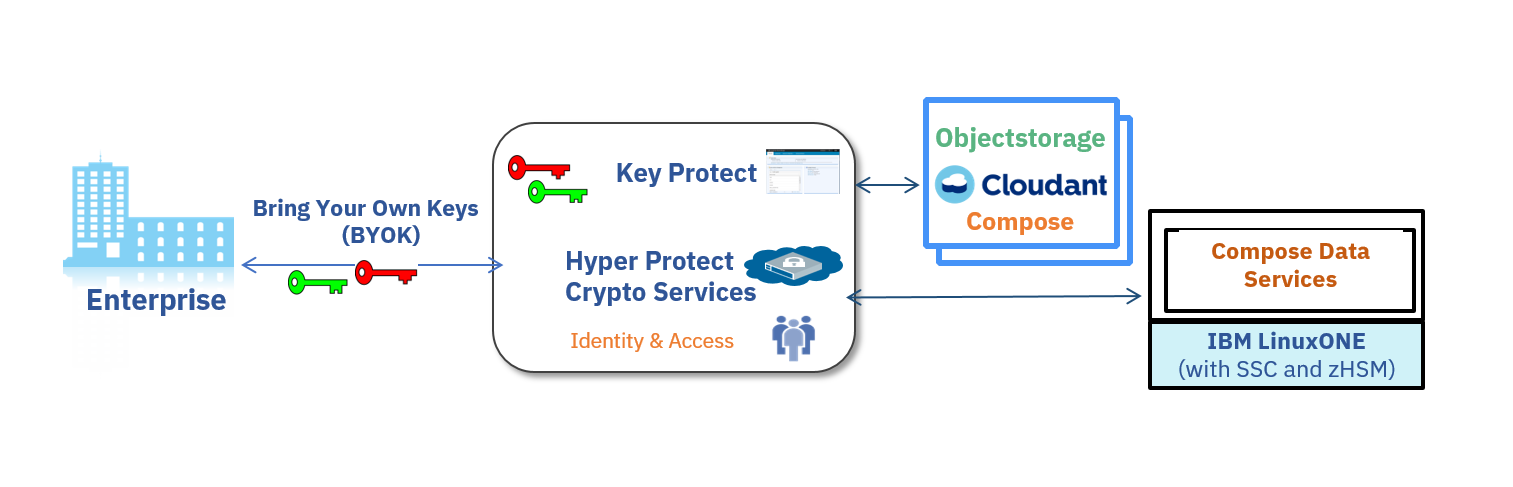 Enterprise
Bring Your Own Keys
(BYOK)
Key Protect
Hyper Protect
Crypto Services
Identity & Access
Objectstorage
Cloudant
Compose
Compose Data
Services
IBM LinuxONE
(with SSC and zHSM)